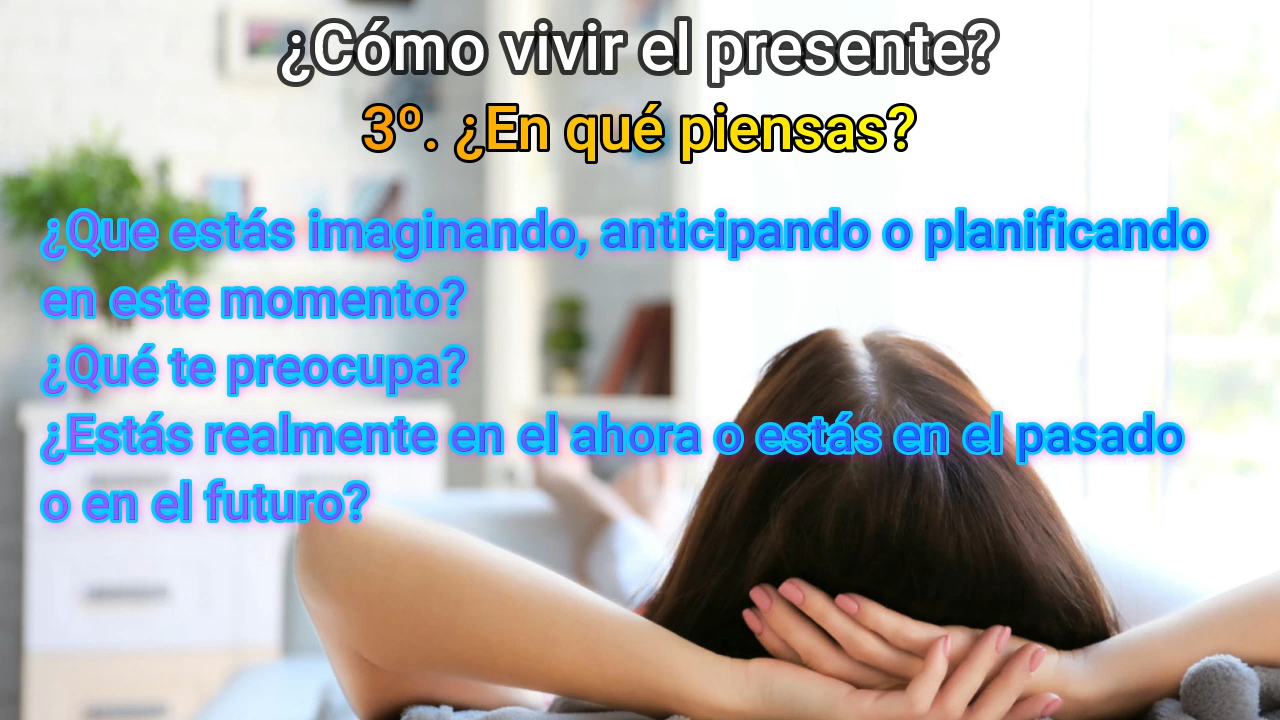 ¿Cómo vivir el presente?
3º. ¿En qué piensas?
¿Que estás imaginando, anticipando o planificando
en este momento?
¿Qué te preocupa?
¿Estás realmente en el ahora o estás en el pasado
o en el futuro?